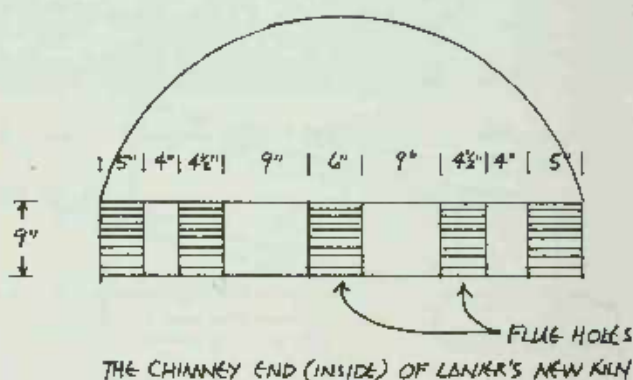 5" 4" 4½" 9" 6" 9" 4½" 4" 5"
9"
FLUE HOLES
THE CHIMNEY END (INSIDE) OF LANIER'S NEW KILN